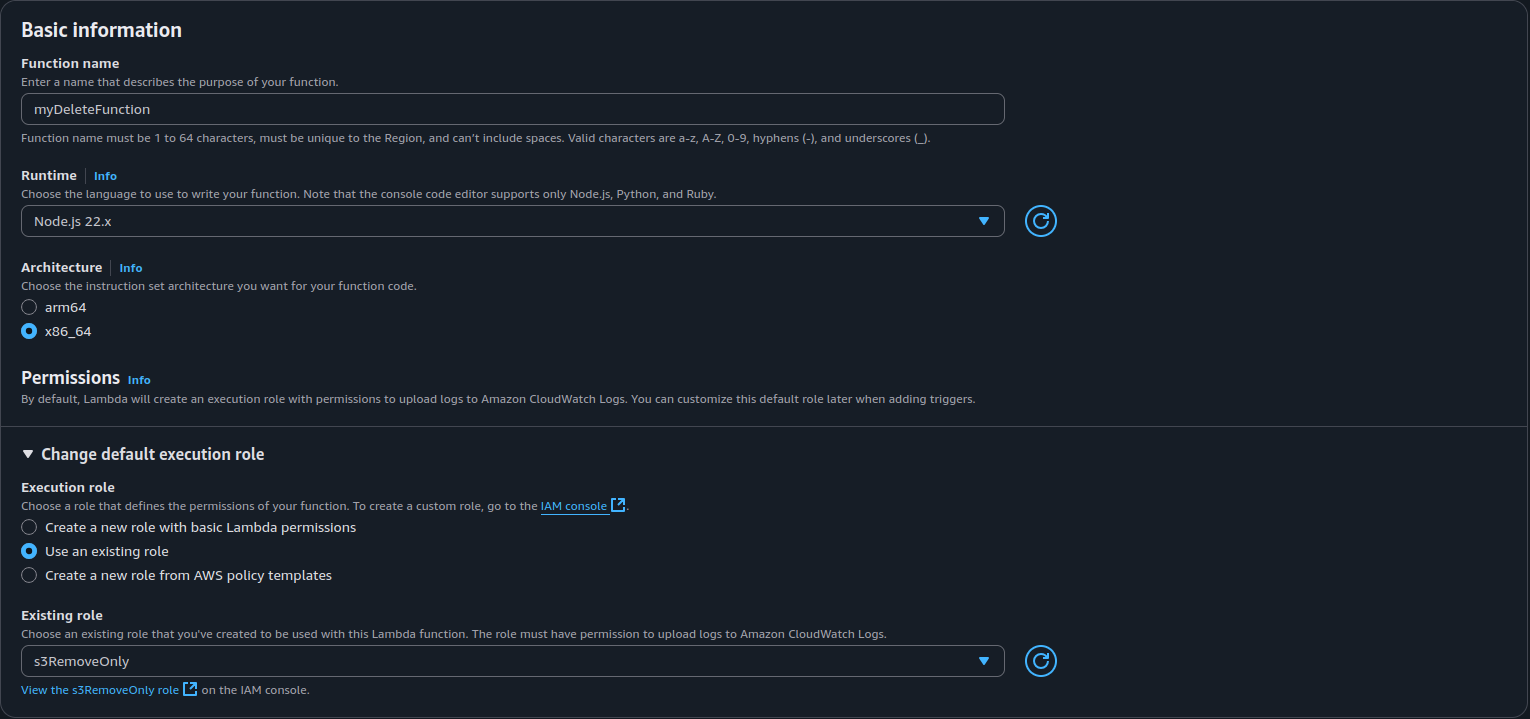 Basic information
Function name
Enter a name that describes the purpose of your function.
myDeleteFunction
Function name must be 1 to 64 characters, must be unique to the Region, and can't include spaces. Valid characters are a-z, A-Z, 0-9, hyphens (-), and underscores (_).
Runtime Info
Choose the language to use to write your function. Note that the console code editor supports only Node.js, Python, and Ruby.
Node.js 22.x
Architecture Info
Choose the instruction set architecture you want for your function code.
arm64
x86_64
Permissions Info
By default, Lambda will create an execution role with permissions to upload logs to Amazon CloudWatch Logs. You can customize this default role later when adding triggers.
Change default execution role
Execution role
Choose a role that defines the permissions of your function. To create a custom role, go to the IAM console.
Create a new role with basic Lambda permissions
Use an existing role
Create a new role from AWS policy templates
Existing role
Choose an existing role that you've created to be used with this Lambda function. The role must have permission to upload logs to Amazon CloudWatch Logs.
s3RemoveOnly
View the s3RemoveOnly role on the IAM console.